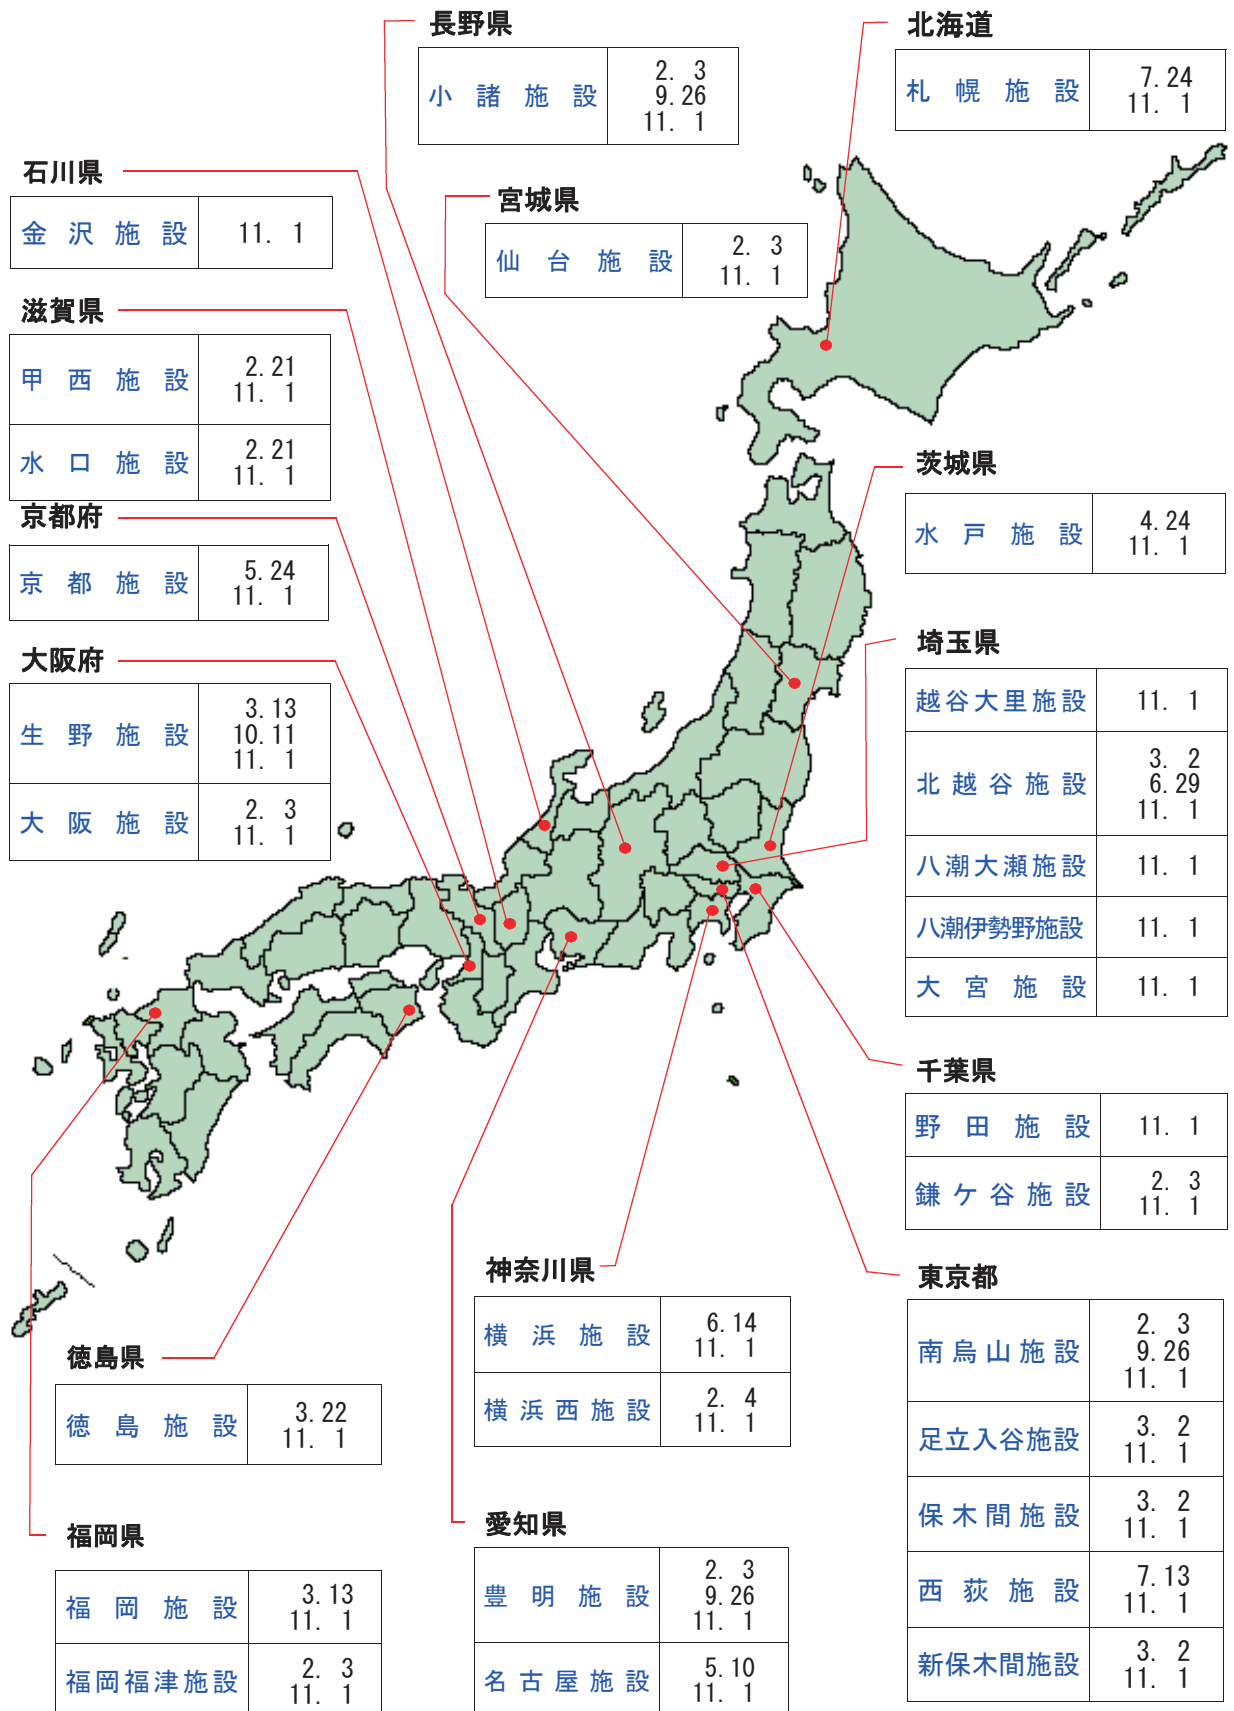 長野県
小諸施設
2. 3
9.26
11. 1
北海道
札幌施設
7.24
11. 1
石川県
金沢施設
11. 1
宮城県
仙台施設
2. 3
11. 1
滋賀県
甲西施設
2.21
11. 1
水口施設
2.21
11. 1
京都府
京都施設
5.24
11. 1
大阪府
生野施設
3.13
10.11
11. 1
大阪施設
2. 3
11. 1
茨城県
水戸施設
4.24
11. 1
埼玉県
越谷大里施設
11. 1
北越谷施設
3. 2
6.29
11. 1
八潮大瀬施設
11. 1
八潮伊勢野施設
11. 1
大宮施設
11. 1
千葉県
野田施設
11. 1
鎌ケ谷施設
2. 3
11. 1
東京都
南烏山施設
2. 3
9.26
11. 1
足立入谷施設
3. 2
11. 1
保木間施設
3. 2
11. 1
西荻施設
7.13
11. 1
新保木間施設
3. 2
11. 1
神奈川県
横浜施設
6.14
11. 1
横浜西施設
2. 4
11. 1
徳島県
徳島施設
3.22
11. 1
福岡県
福岡施設
3.13
11. 1
福岡福津施設
2. 3
11. 1
愛知県
豊明施設
2. 3
9.26
11. 1
名古屋施設
5.10
11. 1